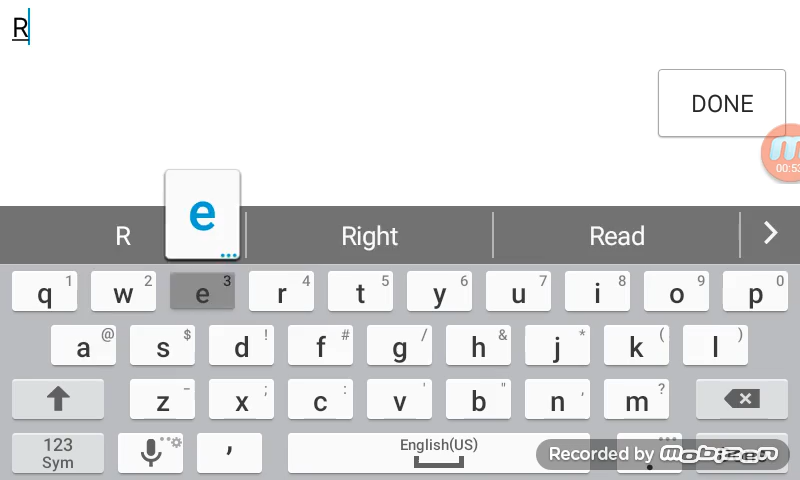 R
DONE
00:53
R e Right Read
q 1 w 2 e 3 r 4 t 5 y 6 u 7 i 8 o 9 p 0
a @ s $ d ! f # g / h & j * k ( l )
z - x ; c : v ' b " n , m ?
123 Sym , English(US) .
Recorded by mobizen